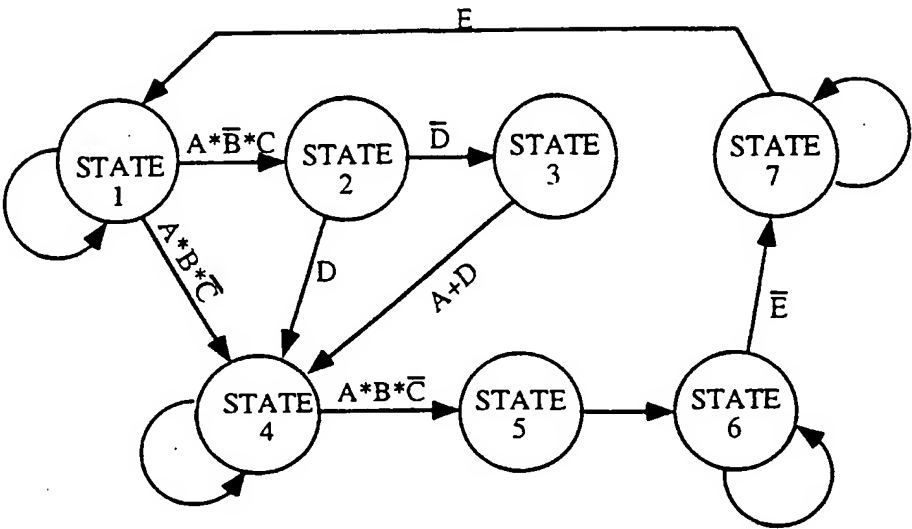 E
STATE
1
A*B̅*C
STATE
2
D̅
STATE
3
STATE
7
A*B*C̅
D
A+D
E̅
STATE
4
A*B*C̅
STATE
5
STATE
6